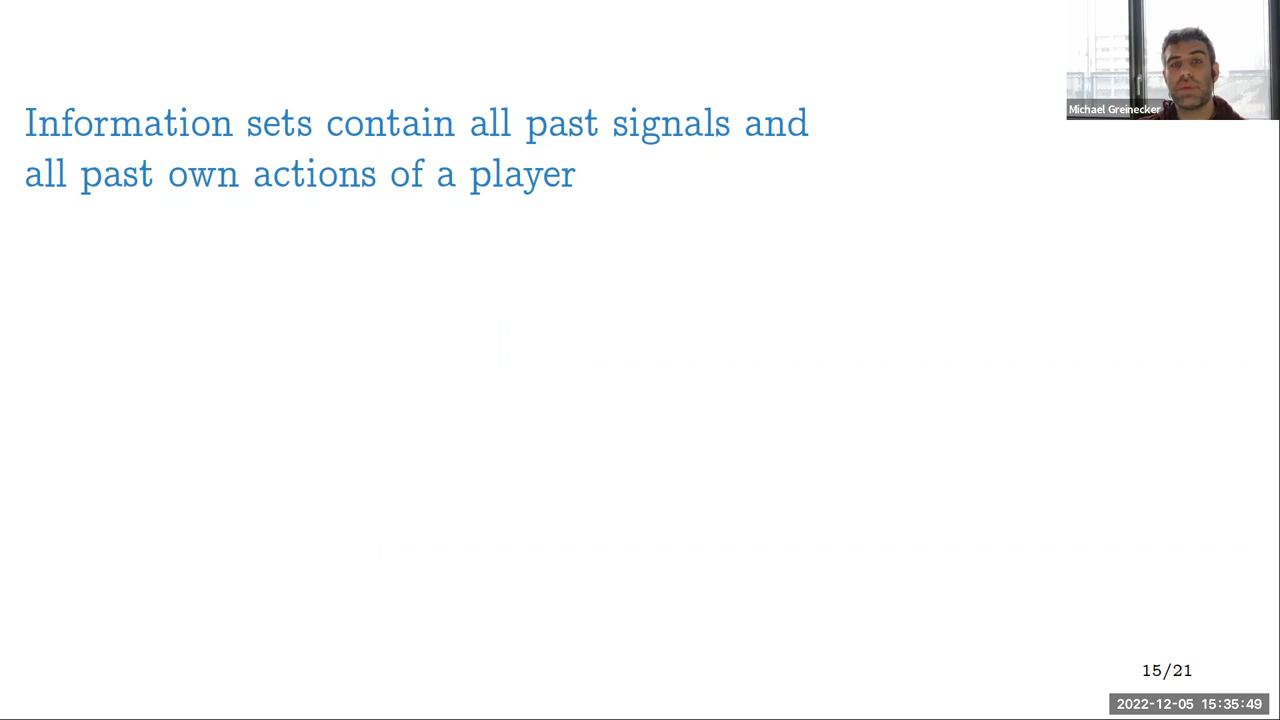 Michael Greinecker
Information sets contain all past signals and
all past own actions of a player
15/21
2022-12-05 15:35:49